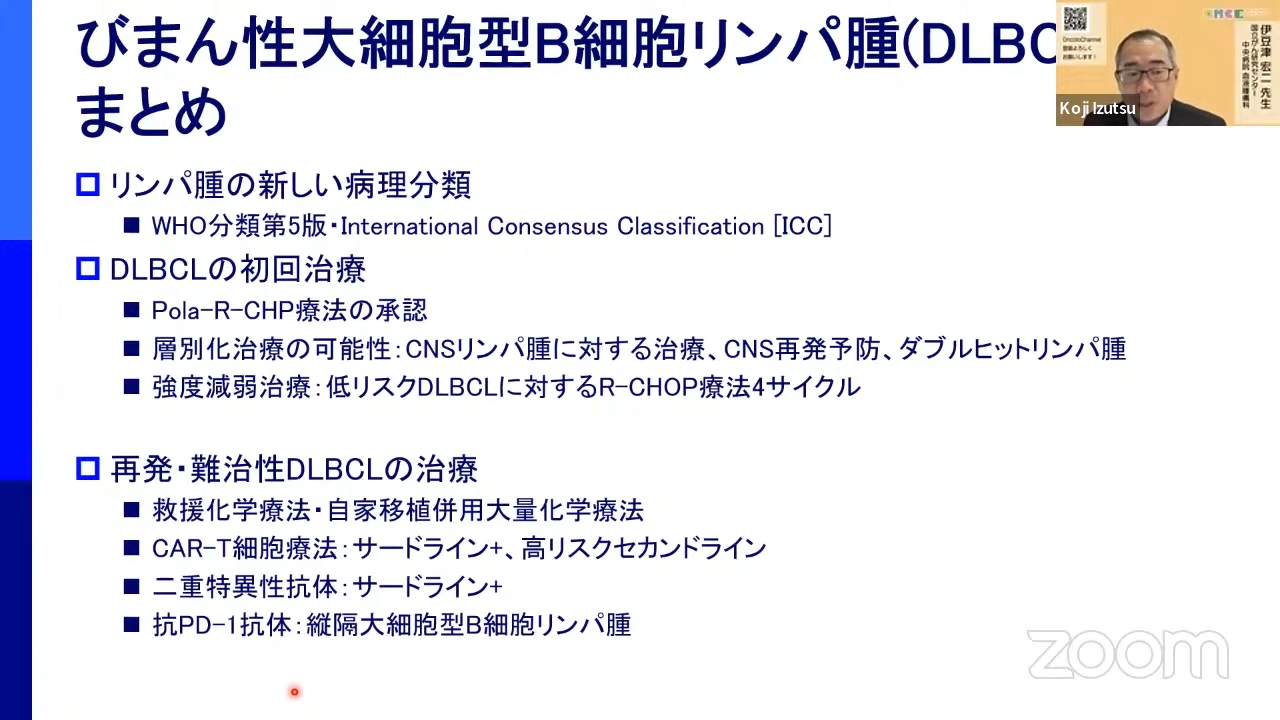 びまん性大細胞型B細胞リンパ腫(DLBC
まとめ
リンパ腫の新しい病理分類
WHO分類第5版・International Consensus Classification [ICC]
DLBCLの初回治療
Pola-R-CHP療法の承認
層別化治療の可能性：CNSリンパ腫に対する治療、CNS再発予防、ダブルヒットリンパ腫
強度減弱治療：低リスクDLBCLに対するR-CHOP療法4サイクル
再発・難治性DLBCLの治療
救援化学療法・自家移植併用大量化学療法
CAR-T細胞療法：サードライン+、高リスクセカンドライン
二重特異性抗体：サードライン+
抗PD-1抗体：縦隔大細胞型B細胞リンパ腫
OncoloChannel
登録よろしく
お願いします！
伊豆津 宏二 先生
国立がん研究センター
中央病院 血液腫瘍科
Koji Izutsu
zoom